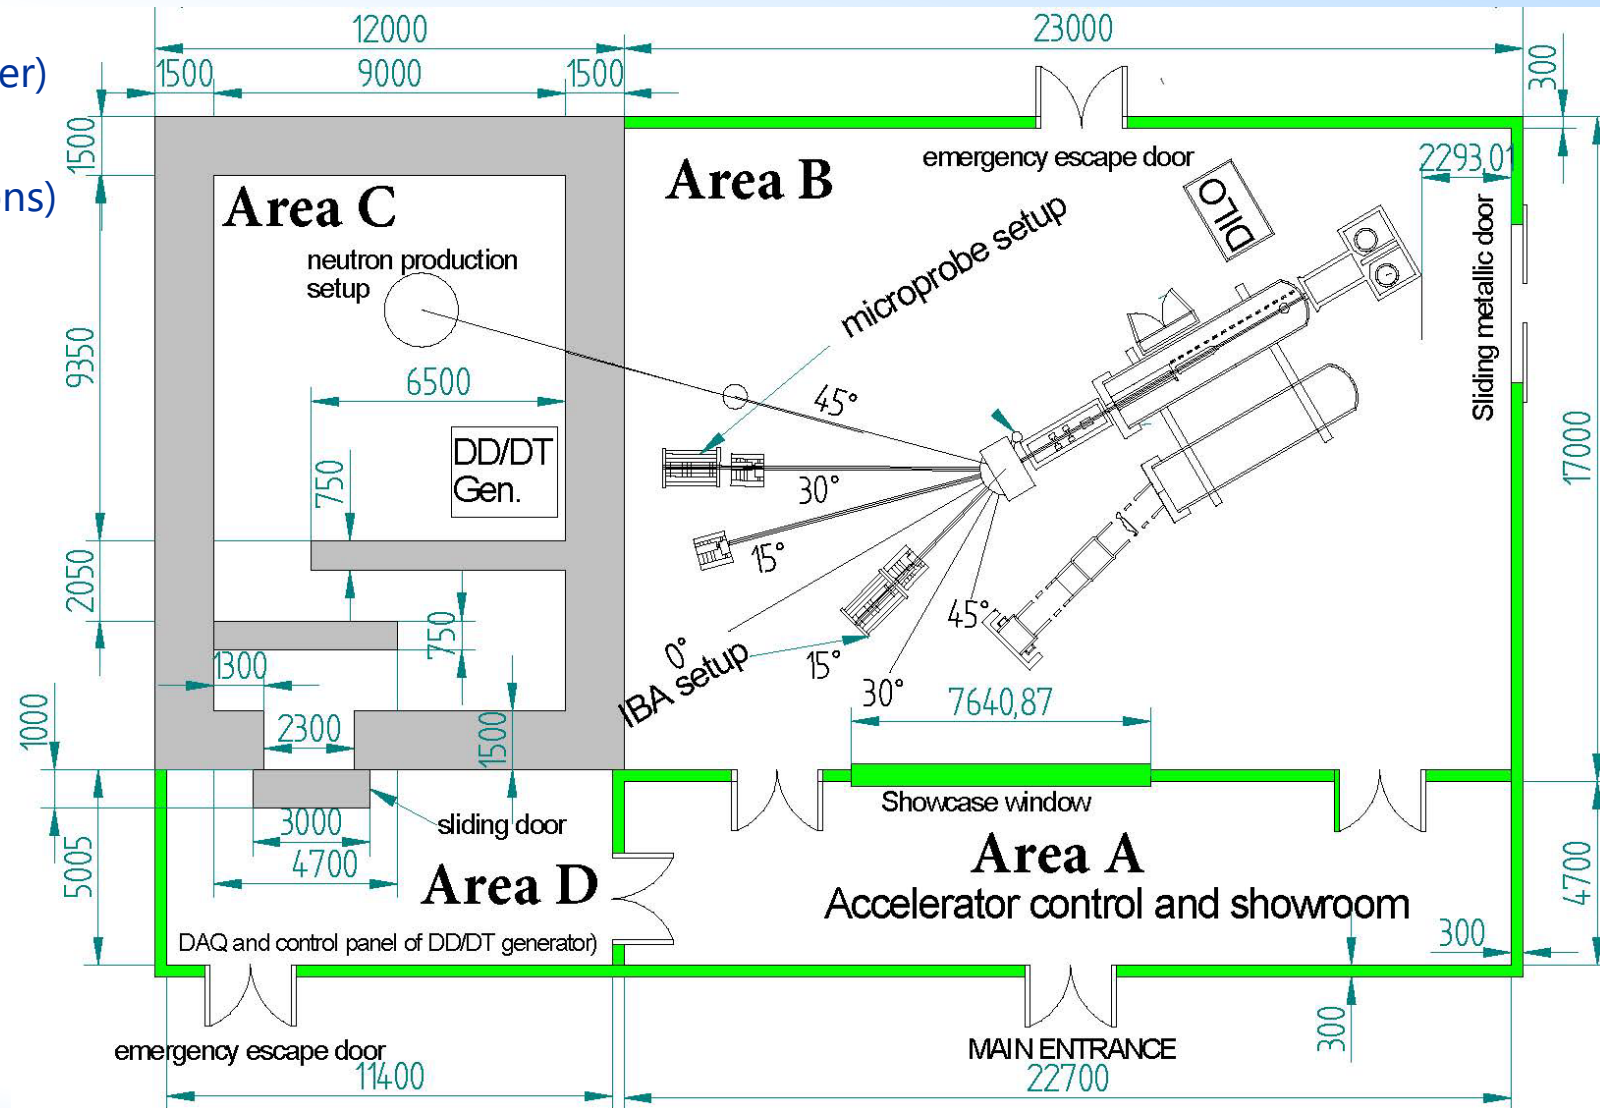 er)
ons)
12000
23000
1500
9000
1500
300
1500
emergency escape door
2293,01
Area B
Area C
DILO
neutron production
setup
microprobe setup
Sliding metallic door
9350
6500
45°
DD/DT
Gen.
750
30°
17000
15°
2050
750
45°
0°
IBA setup
15°
30°
1300
7640,87
1000
2300
1500
Showcase window
3000
sliding door
Area A
5005
4700
Area D
Accelerator control and showroom
4700
DAQ and control panel of DD/DT generator)
300
300
emergency escape door
MAIN ENTRANCE
11400
22700